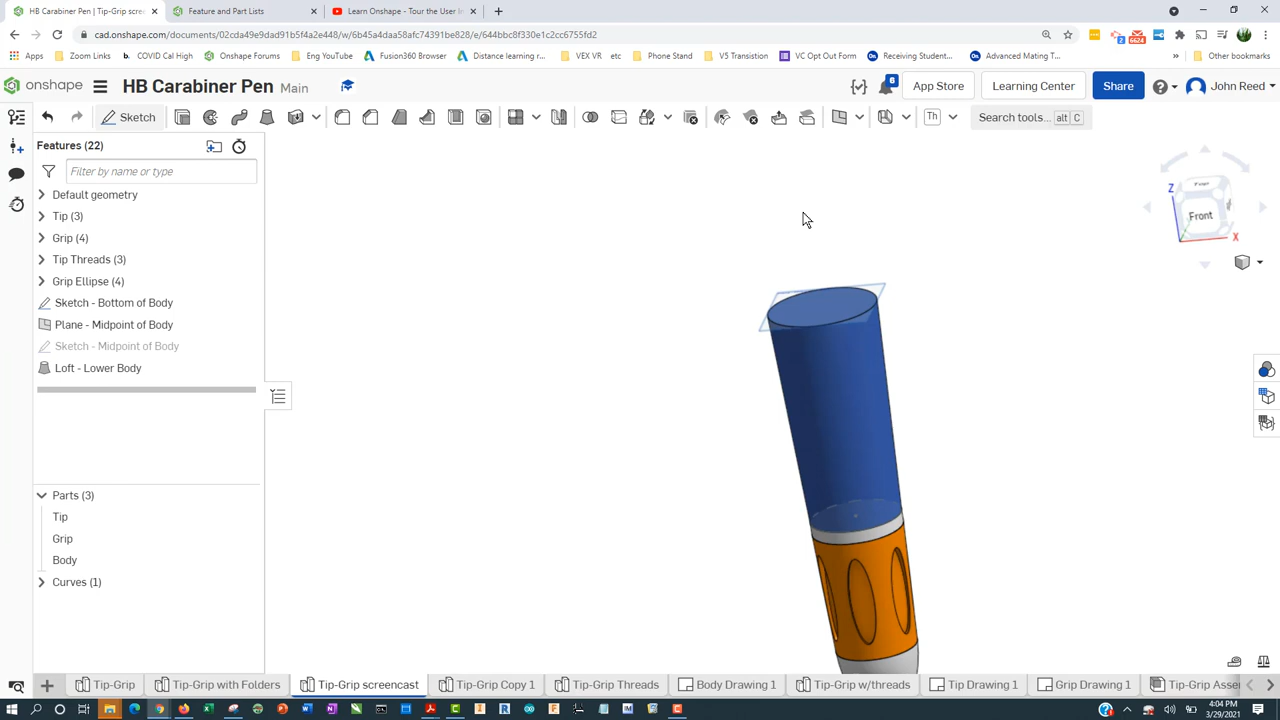 HB Carabiner Pen | Tip-Grip scree
Feature and Part Lists
Learn Onshape - Tour the User In
cad.onshape.com/documents/02cda49e9dad91b5f4a2e448/w/6b45a4daa58afc74391bd628/e/644bbc8f330e1c2cc6755fd2
Apps
Zoom Links
COVID Cal High
Onshape Forums
Eng YouTube
Fusion360 Browser
Distance learning r...
VEX VR etc
Phone Stand
V5 Transistion
VC Opt Out Form
Receiving Student...
Advanced Mating T...
Other bookmarks
onshape
HB Carabiner Pen Main
6
App Store
Learning Center
Share
John Reed
Sketch
Th
Search tools... alt C
Features (22)
Filter by name or type
Default geometry
Tip (3)
Grip (4)
Tip Threads (3)
Grip Ellipse (4)
Sketch - Bottom of Body
Plane - Midpoint of Body
Sketch - Midpoint of Body
Loft - Lower Body
Parts (3)
Tip
Grip
Body
Curves (1)
Z
Front
X
Tip-Grip
Tip-Grip with Folders
Tip-Grip screencast
Tip-Grip Copy 1
Tip-Grip Threads
Body Drawing 1
Tip-Grip w/threads
Tip Drawing 1
Grip Drawing 1
Tip-Grip Asse
4:04 PM
3/29/2021